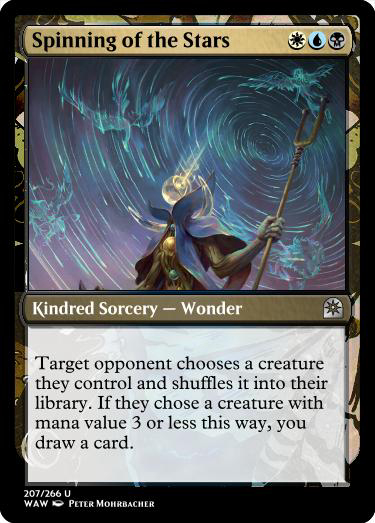 Spinning of the Stars
Kindred Sorcery — Wonder
Target opponent chooses a creature
they control and shuffles it into their
library. If they chose a creature with
mana value 3 or less this way, you
draw a card.
207/266 U
WAW Peter Mohrbacher